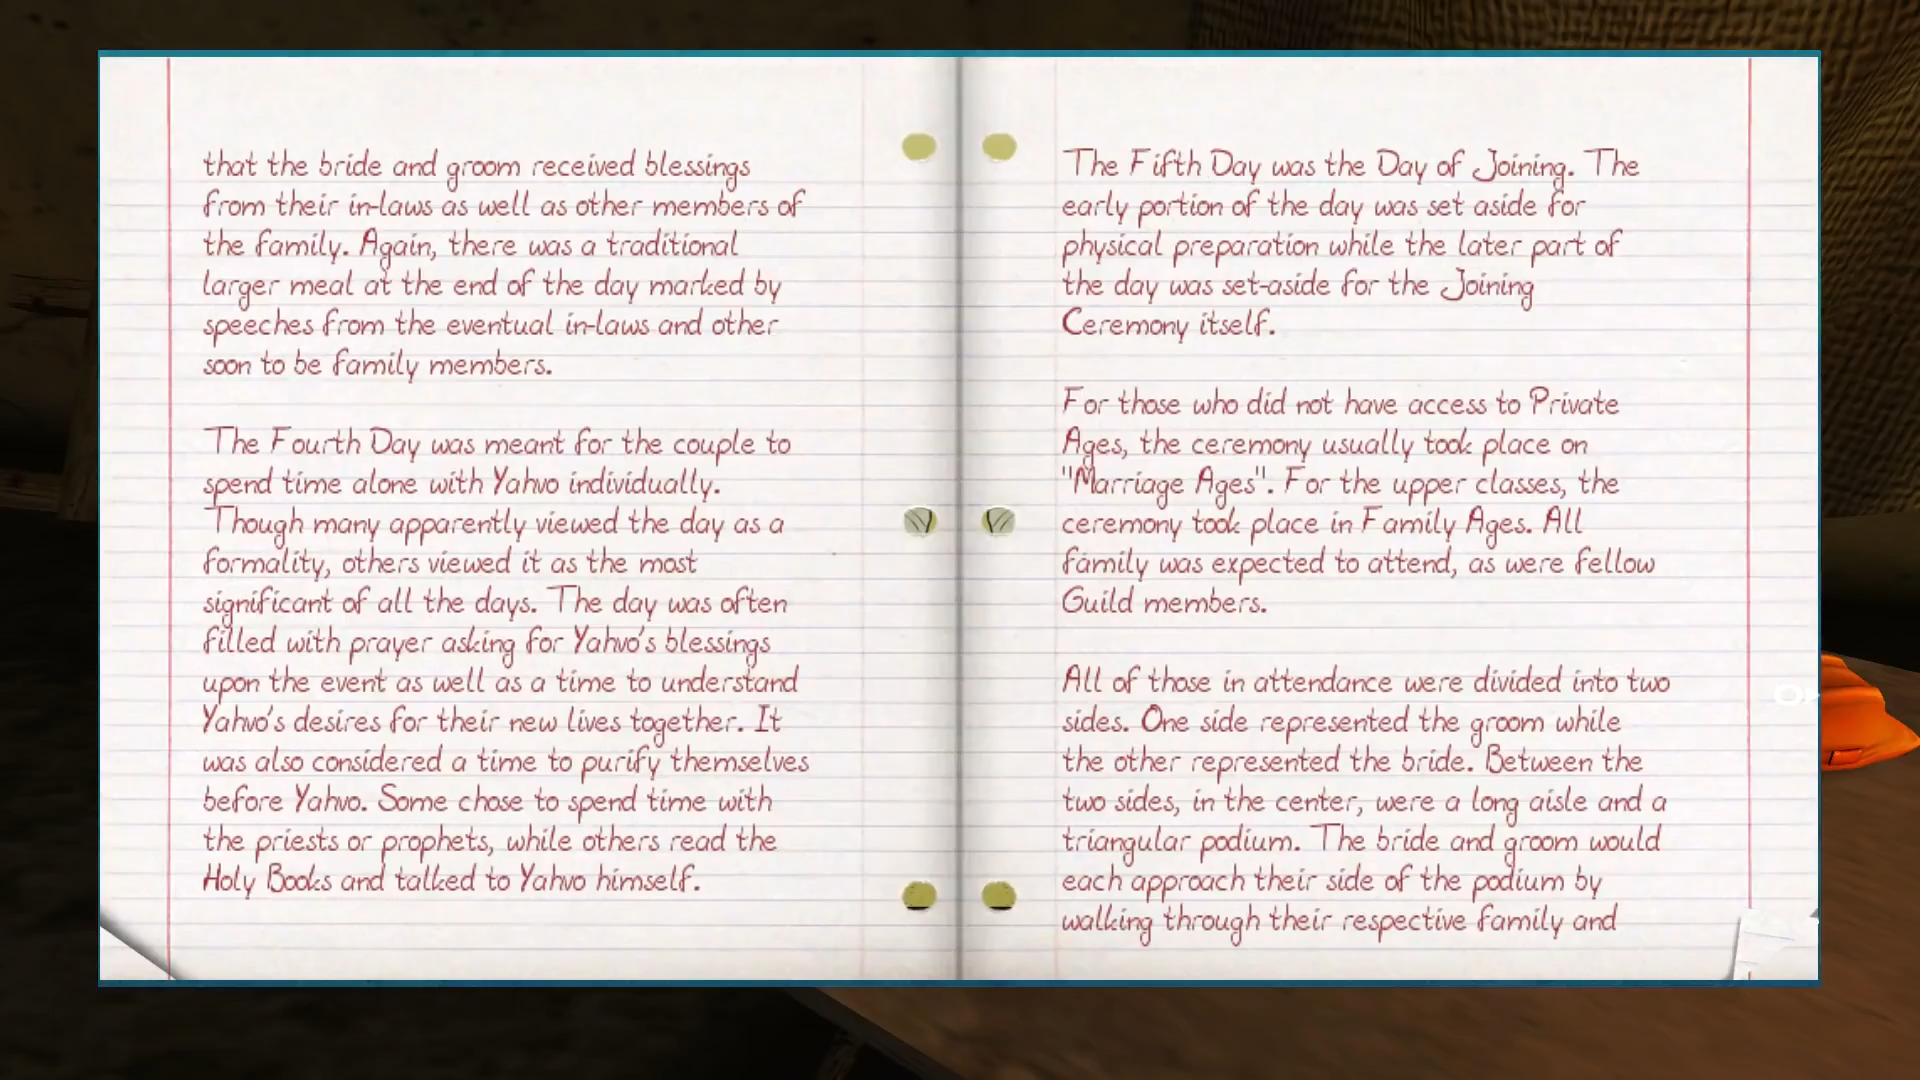 that the bride and groom received blessings
from their in-laws as well as other members of
the family. Again, there was a traditional
larger meal at the end of the day marked by
speeches from the eventual in-laws and other
soon to be family members.
The Fourth Day was meant for the couple to
spend time alone with Yahvo individually.
Though many apparently viewed the day as a
formality, others viewed it as the most
significant of all the days. The day was often
filled with prayer asking for Yahvo's blessings
upon the event as well as a time to understand
Yahvo's desires for their new lives together. It
was also considered a time to purify themselves
before Yahvo. Some chose to spend time with
the priests or prophets, while others read the
Holy Books and talked to Yahvo himself.
The Fifth Day was the Day of Joining. The
early portion of the day was set aside for
physical preparation while the later part of
the day was set-aside for the Joining
Ceremony itself.
For those who did not have access to Private
Ages, the ceremony usually took place on
"Marriage Ages". For the upper classes, the
ceremony took place in Family Ages. All
family was expected to attend, as were fellow
Guild members.
All of those in attendance were divided into two
sides. One side represented the groom while
the other represented the bride. Between the
two sides, in the center, were a long aisle and a
triangular podium. The bride and groom would
each approach their side of the podium by
walking through their respective family and